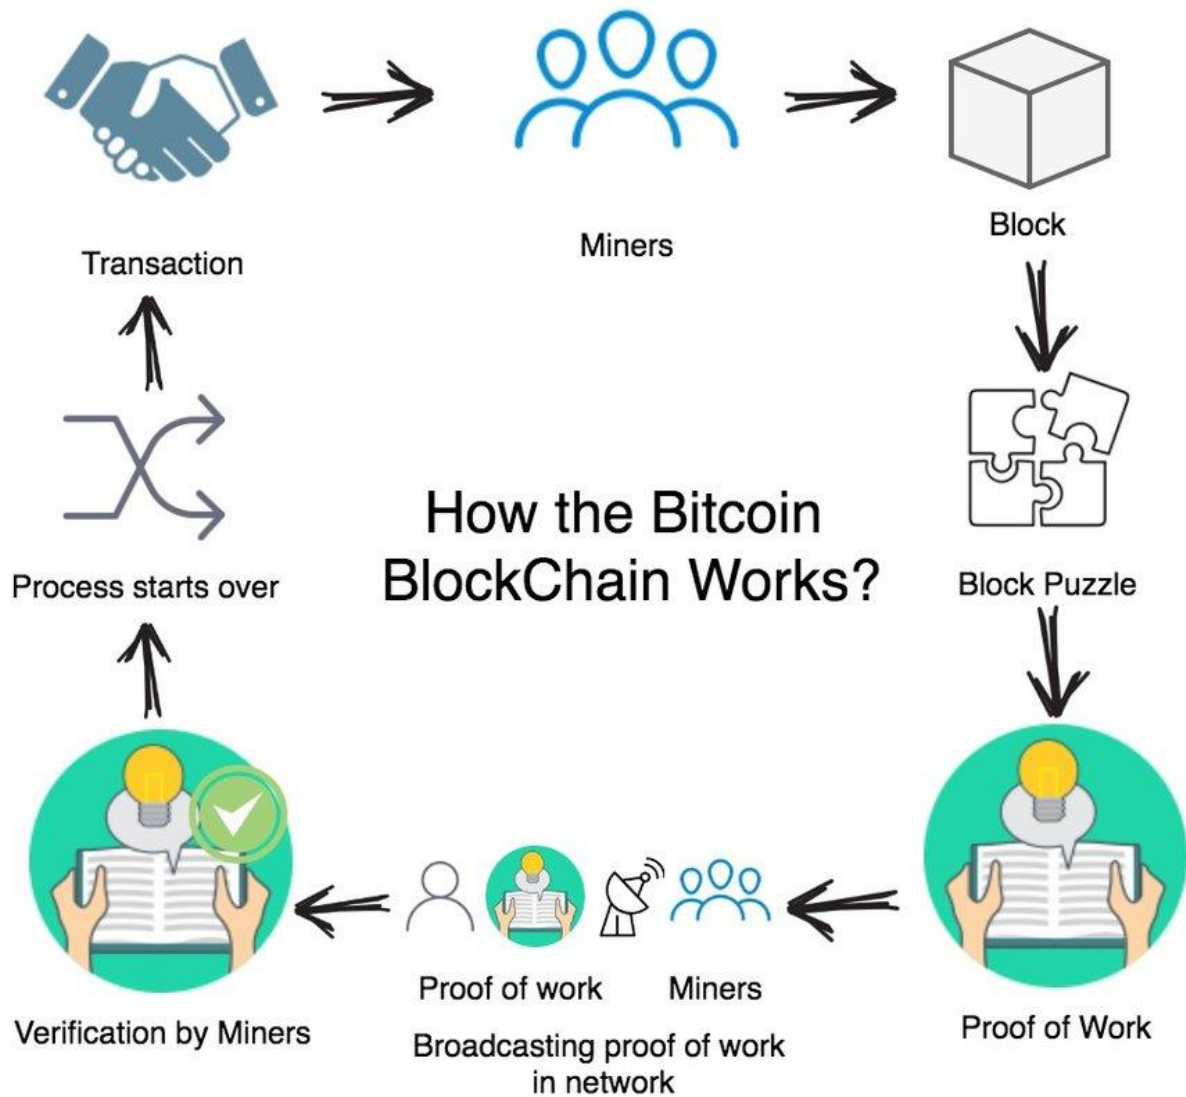 Transaction
Miners
Block
Process starts over
How the Bitcoin
BlockChain Works?
Block Puzzle
Verification by Miners
Proof of work
Miners
Broadcasting proof of work
in network
Proof of Work